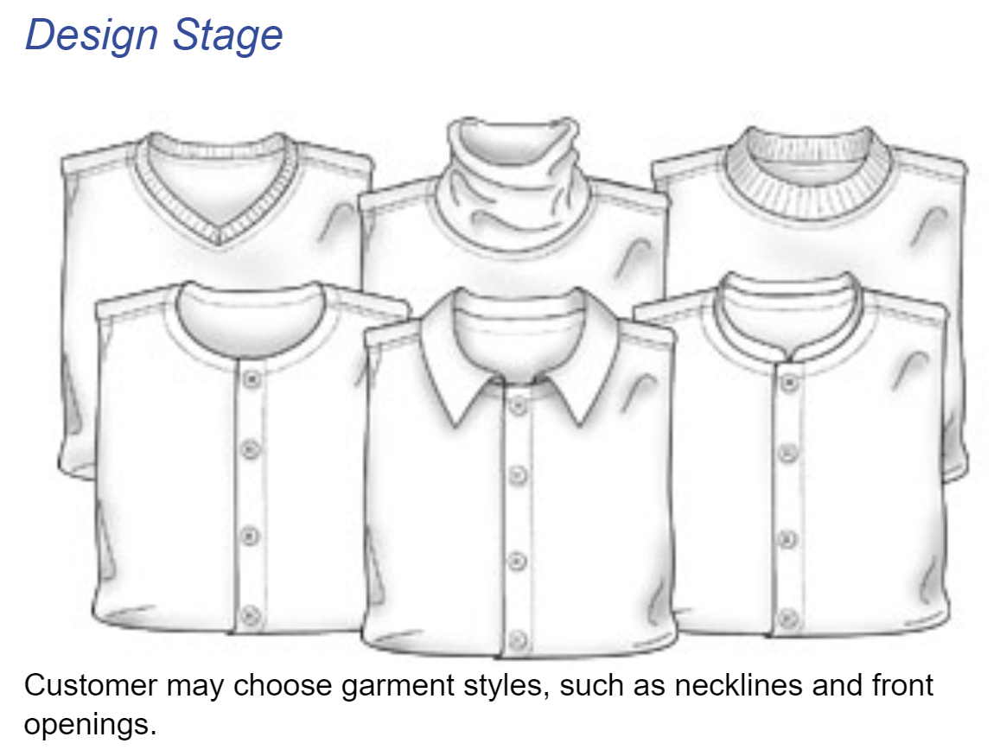 Design Stage
Customer may choose garment styles, such as necklines and front
openings.